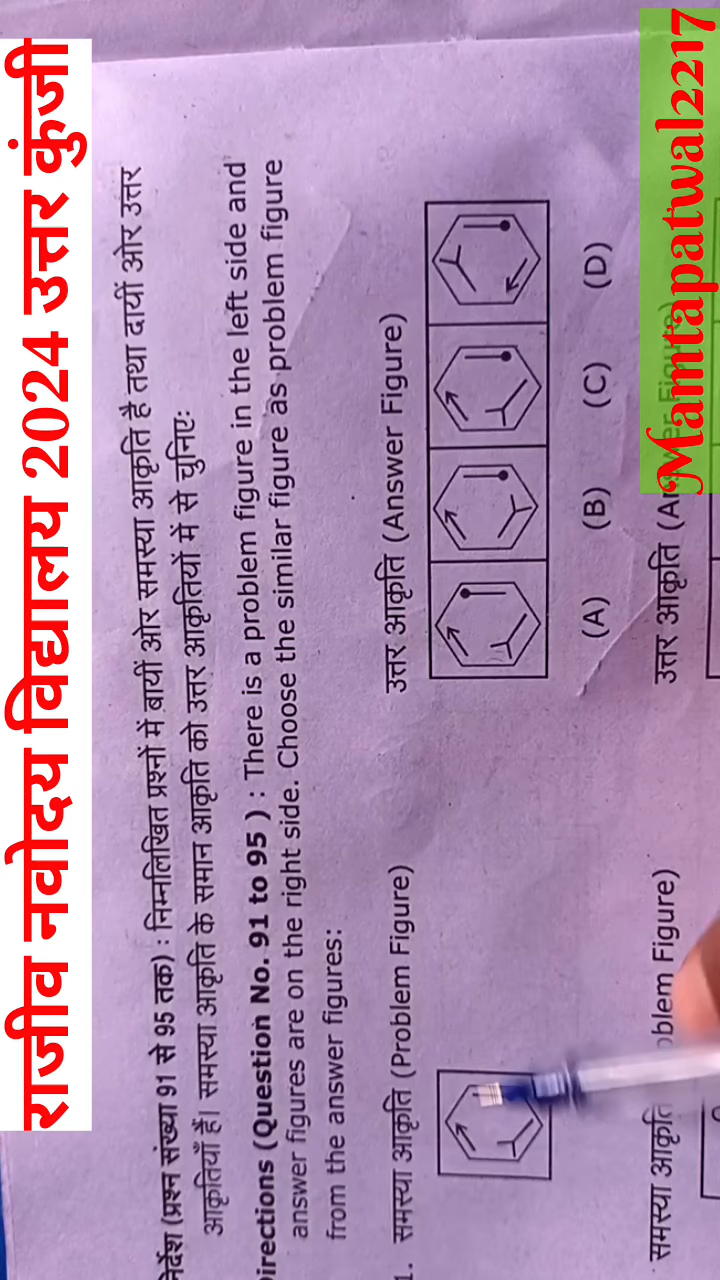 राजीव नवोदय विद्यालय 2024 उत्तर कुंजी
निर्देश (प्रश्न संख्या 91 से 95 तक) : निम्नलिखित प्रश्नों में बायीं ओर समस्या आकृति है तथा दायीं ओर उत्तर
आकृतियाँ हैं। समस्या आकृति के समान आकृति को उत्तर आकृतियों में से चुनिए:
Directions (Question No. 91 to 95 ) : There is a problem figure in the left side and
answer figures are on the right side. Choose the similar figure as problem figure
from the answer figures:
1. समस्या आकृति (Problem Figure) उत्तर आकृति (Answer Figure)
(A) (B) (C) (D)
समस्या आकृति Figure) उत्तर आकृति
Mamtapatwal2217